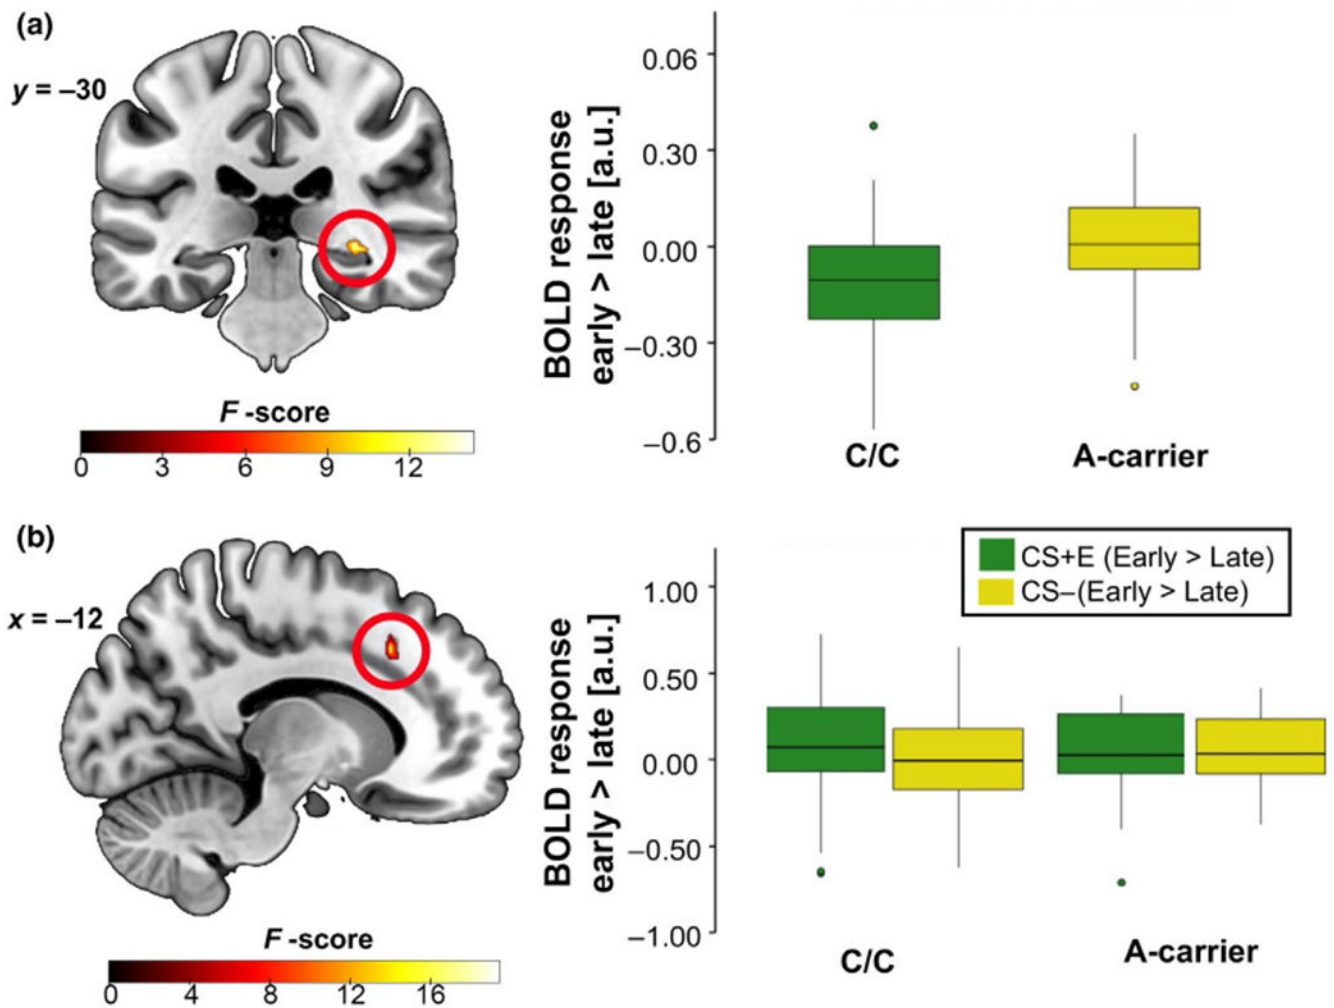 (a)
y = –30
F -score
0 3 6 9 12
BOLD response
early > late [a.u.]
0.06
0.30
0.00
–0.30
–0.6
C/C A-carrier
(b)
x = –12
F -score
0 4 8 12 16
BOLD response
early > late [a.u.]
CS+E (Early > Late)
CS–(Early > Late)
1.00
0.50
0.00
–0.50
–1.00
C/C A-carrier